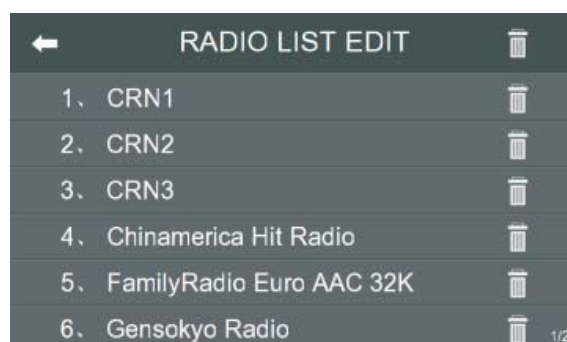 RADIO LIST EDIT
1、 CRN1
2、 CRN2
3、 CRN3
4、 Chinamerica Hit Radio
5、 FamilyRadio Euro AAC 32K
6、 Gensokyo Radio
1/2